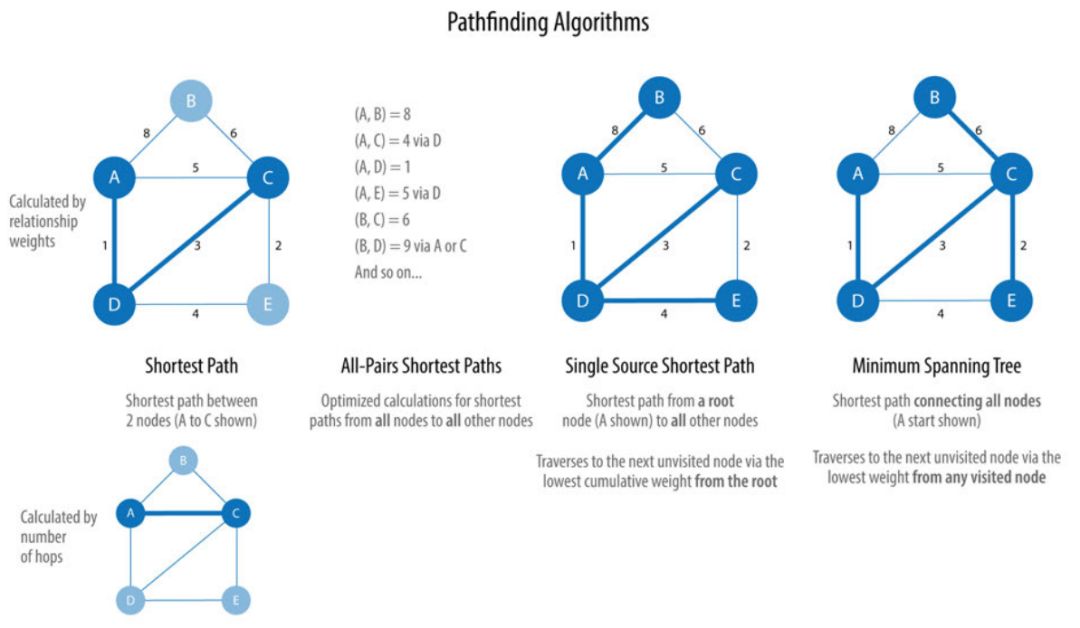 Pathfinding Algorithms
B
8
6
A
5
C
Calculated by
relationship
weights
1
3
2
D
4
E
Shortest Path
Shortest path between
2 nodes (A to C shown)
(A, B) = 8
(A, C) = 4 via D
(A, D) = 1
(A, E) = 5 via D
(B, C) = 6
(B, D) = 9 via A or C
And so on...
All-Pairs Shortest Paths
Optimized calculations for shortest
paths from all nodes to all other nodes
B
8
6
A
5
C
1
3
2
D
4
E
Single Source Shortest Path
Shortest path from a root
node (A shown) to all other nodes
Traverses to the next unvisited node via the
lowest cumulative weight from the root
B
8
6
A
5
C
1
3
2
D
4
E
Minimum Spanning Tree
Shortest path connecting all nodes
(A start shown)
Traverses to the next unvisited node via the
lowest weight from any visited node
B
A
C
Calculated by
number
of hops
D
E